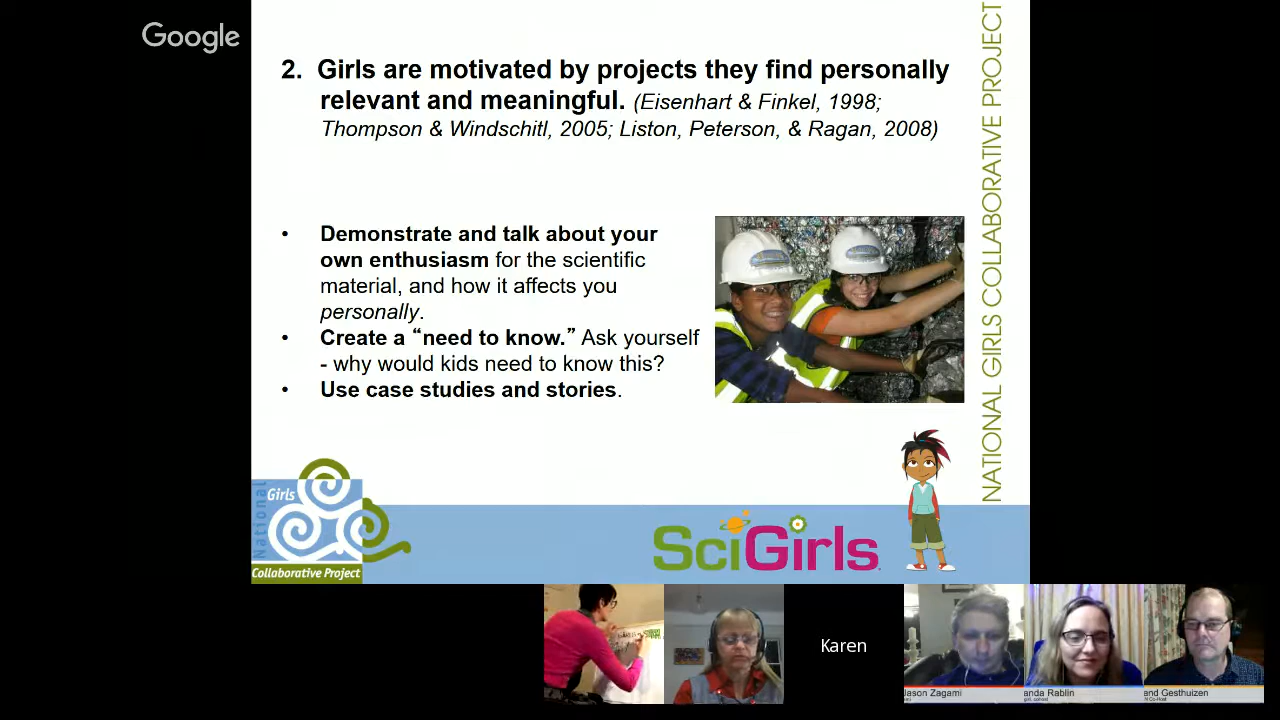 Google
2. Girls are motivated by projects they find personally
relevant and meaningful. (Eisenhart & Finkel, 1998;
Thompson & Windschitl, 2005; Liston, Peterson, & Ragan, 2008)
• Demonstrate and talk about your
own enthusiasm for the scientific
material, and how it affects you
personally.
• Create a “need to know.” Ask yourself
- why would kids need to know this?
• Use case studies and stories.
NATIONAL GIRLS COLLABORATIVE PROJECT
National
Girls
Collaborative Project
SciGirls
Karen
Jason Zagami
anda Rablin
and Gesthuizen